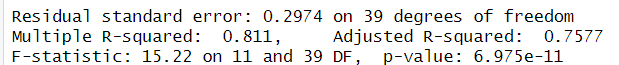 Residual standard error: 0.2974 on 39 degrees of freedom
Multiple R-squared:  0.811,     Adjusted R-squared:  0.7577
F-statistic: 15.22 on 11 and 39 DF,  p-value: 6.975e-11